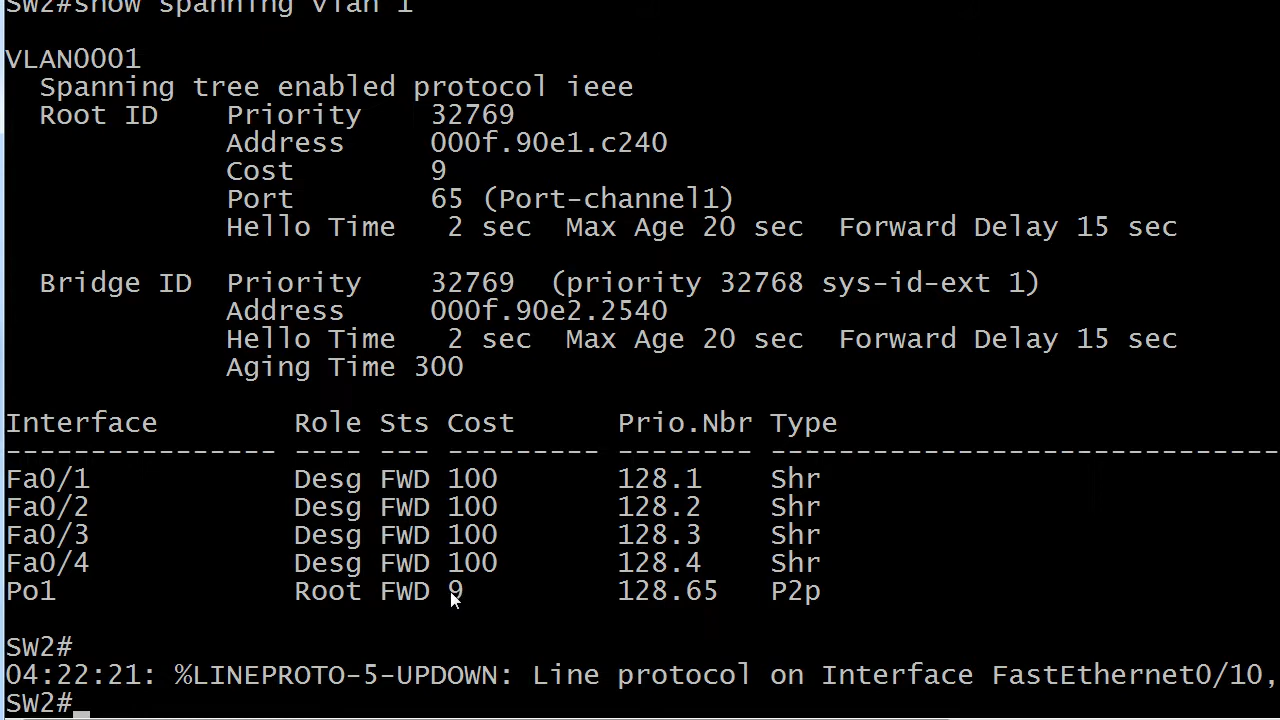 SW2#show spanning vlan 1
VLAN0001
Spanning tree enabled protocol ieee
Root ID Priority 32769
Address 000f.90e1.c240
Cost 9
Port 65 (Port-channel1)
Hello Time 2 sec Max Age 20 sec Forward Delay 15 sec
Bridge ID Priority 32769 (priority 32768 sys-id-ext 1)
Address 000f.90e2.2540
Hello Time 2 sec Max Age 20 sec Forward Delay 15 sec
Aging Time 300
Interface Role Sts Cost Prio.Nbr Type
---------------- ---- --- --------- -------- ------------------------------
Fa0/1 Desg FWD 100 128.1 Shr
Fa0/2 Desg FWD 100 128.2 Shr
Fa0/3 Desg FWD 100 128.3 Shr
Fa0/4 Desg FWD 100 128.4 Shr
Po1 Root FWD 9 128.65 P2p
SW2#
04:22:21: %LINEPROTO-5-UPDOWN: Line protocol on Interface FastEthernet0/10,
SW2#